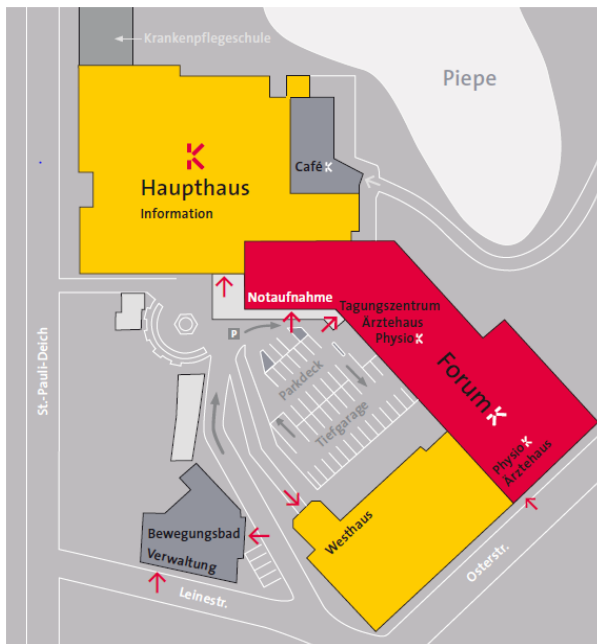 Krankenpflegeschule
Piepe
Café K
K
Haupthaus
Information
Notaufnahme
Tagungszentrum
Ärztehaus
Physio K
P
Parkdeck
Tiefgarage
Forum K
Physio K
Ärztehaus
St.-Pauli-Deich
Westhaus
Bewegungsbad
Verwaltung
Osterstr.
Leinestr.